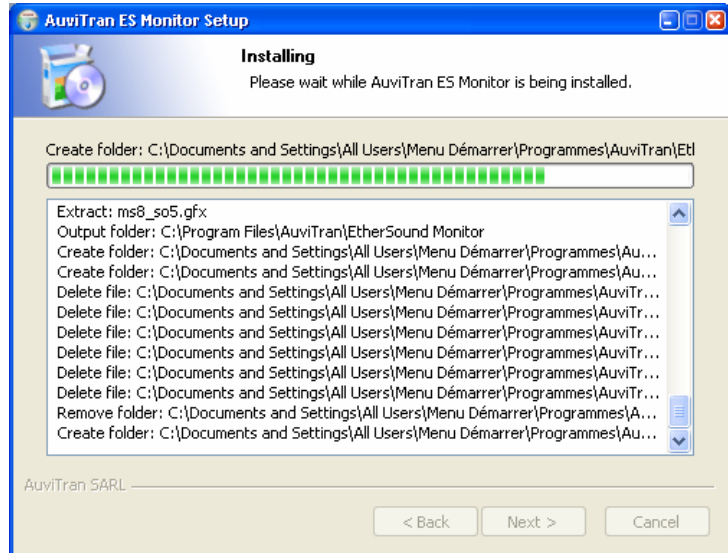 AuviTran ES Monitor Setup
Installing
Please wait while AuviTran ES Monitor is being installed.
Create folder: C:\Documents and Settings\All Users\Menu Démarrer\Programmes\AuviTran\Etl
Extract: ms8_so5.gfx
Output folder: C:\Program Files\AuviTran\EtherSound Monitor
Create folder: C:\Documents and Settings\All Users\Menu Démarrer\Programmes\Au...
Create folder: C:\Documents and Settings\All Users\Menu Démarrer\Programmes\Au...
Delete file: C:\Documents and Settings\All Users\Menu Démarrer\Programmes\AuviTr...
Delete file: C:\Documents and Settings\All Users\Menu Démarrer\Programmes\AuviTr...
Delete file: C:\Documents and Settings\All Users\Menu Démarrer\Programmes\AuviTr...
Delete file: C:\Documents and Settings\All Users\Menu Démarrer\Programmes\AuviTr...
Delete file: C:\Documents and Settings\All Users\Menu Démarrer\Programmes\AuviTr...
Delete file: C:\Documents and Settings\All Users\Menu Démarrer\Programmes\AuviTr...
Remove folder: C:\Documents and Settings\All Users\Menu Démarrer\Programmes\A...
Create folder: C:\Documents and Settings\All Users\Menu Démarrer\Programmes\Au...
AuviTran SARL
< Back Next > Cancel